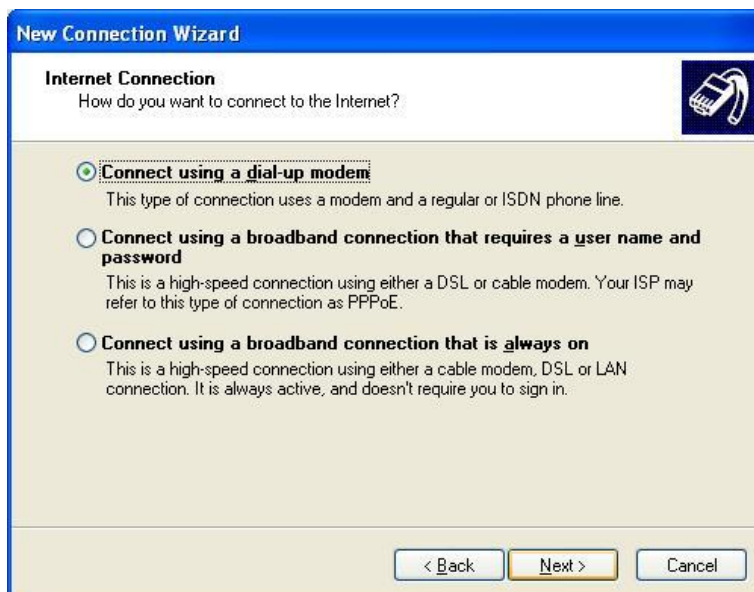 New Connection Wizard
Internet Connection
How do you want to connect to the Internet?
Connect using a dial-up modem
This type of connection uses a modem and a regular or ISDN phone line.
Connect using a broadband connection that requires a user name and
password
This is a high-speed connection using either a DSL or cable modem. Your ISP may
refer to this type of connection as PPPoE.
Connect using a broadband connection that is always on
This is a high-speed connection using either a cable modem, DSL or LAN
connection. It is always active, and doesn't require you to sign in.
< Back Next > Cancel